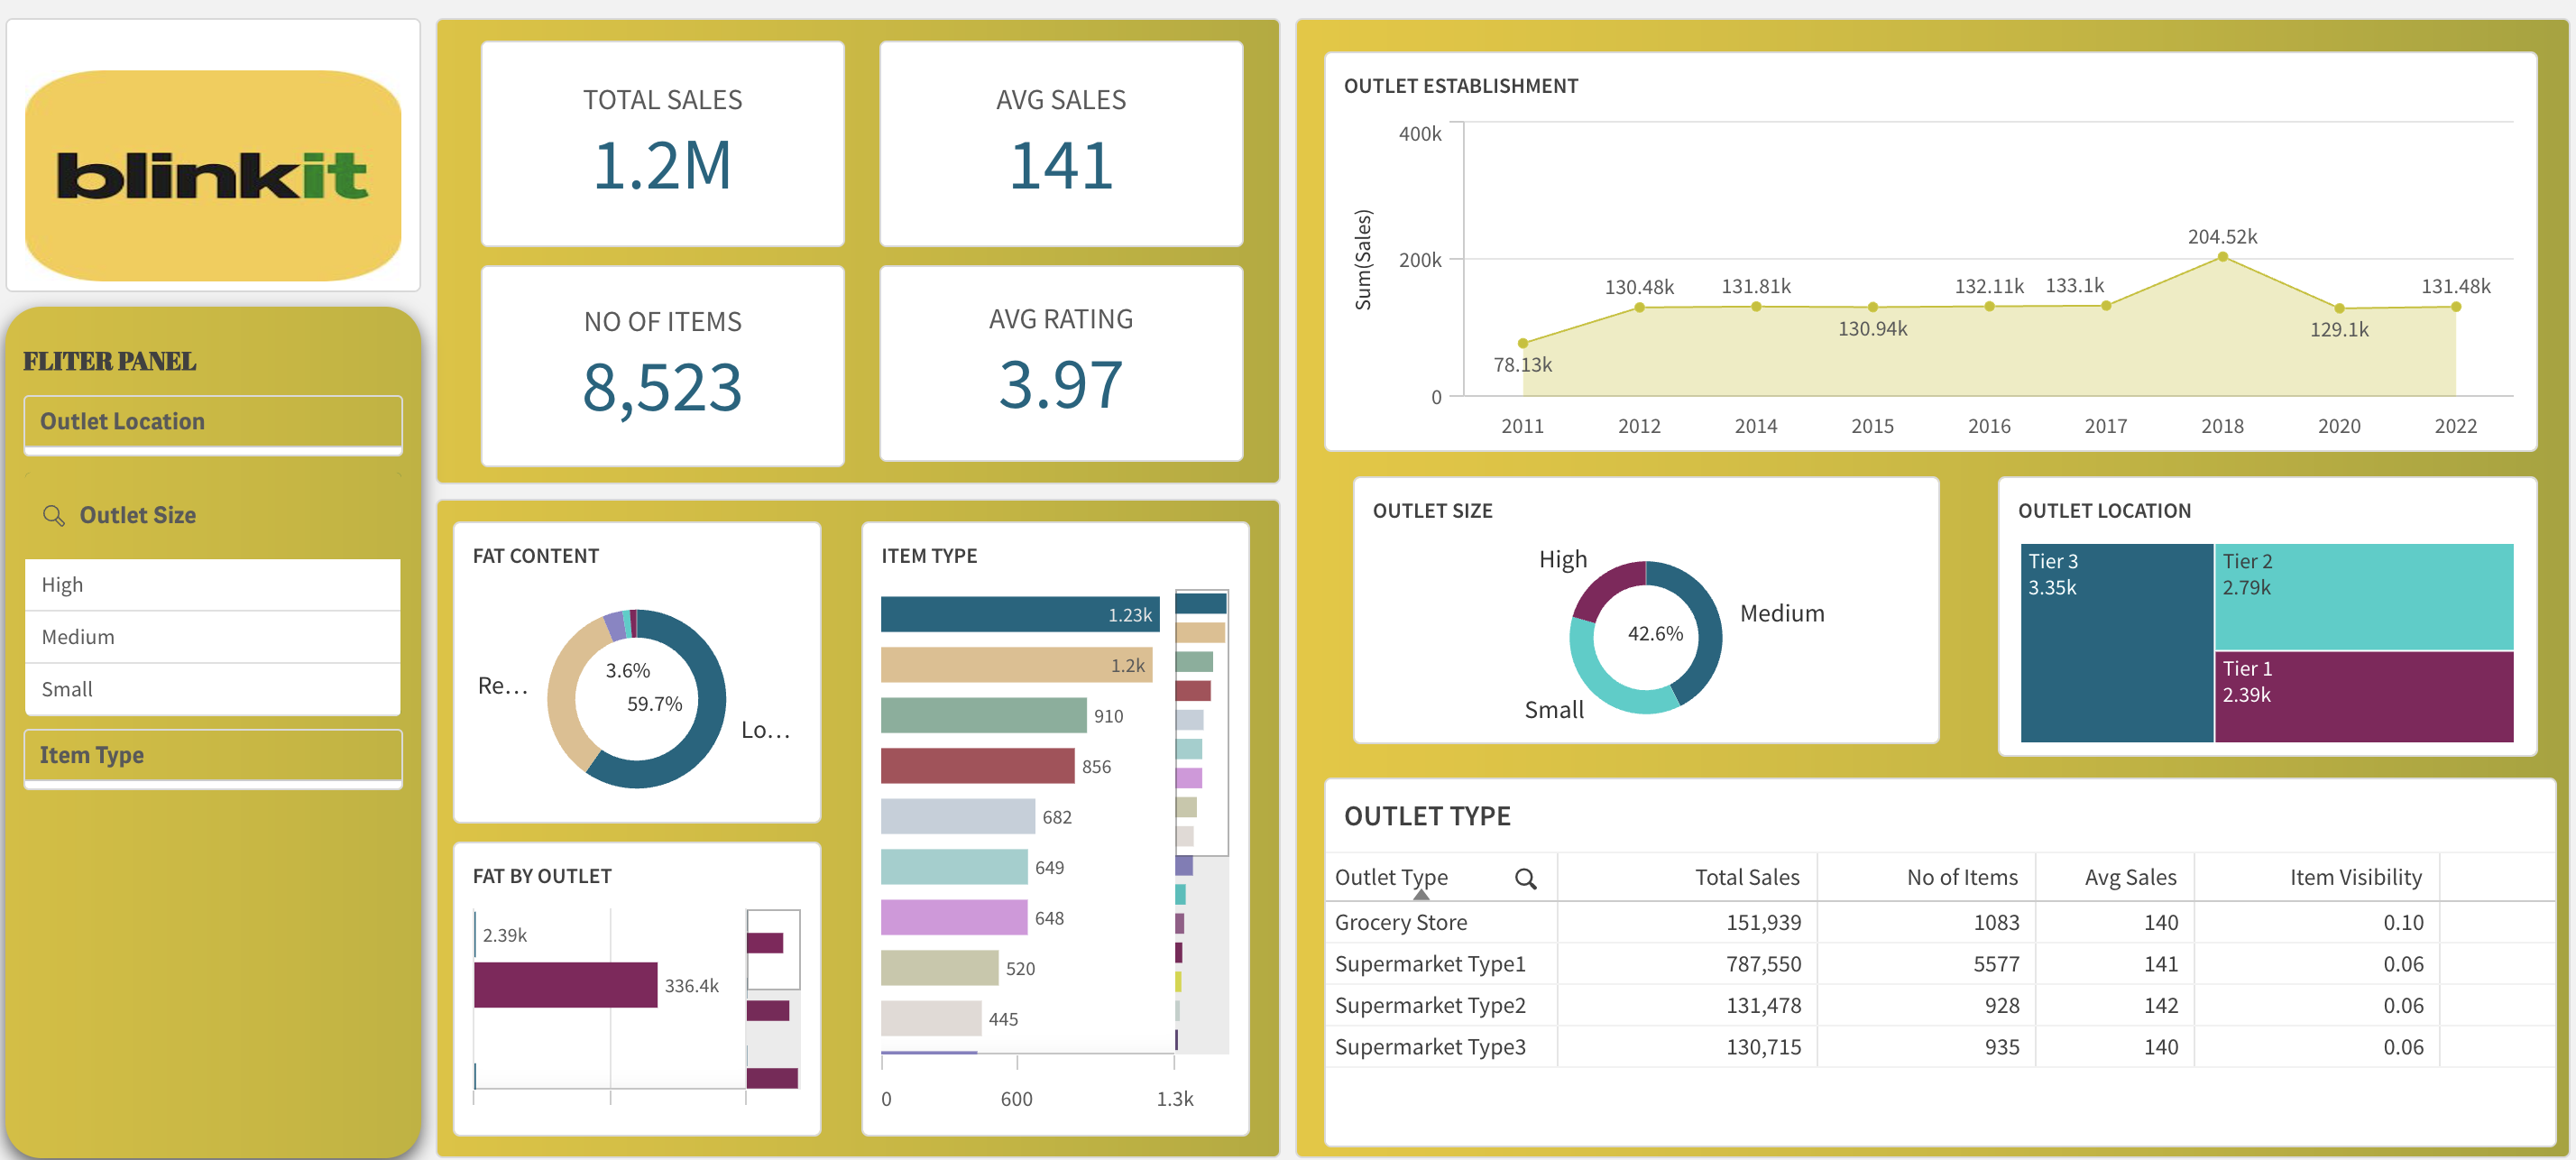 blinkit
FLITER PANEL
Outlet Location
Outlet Size
High
Medium
Small
Item Type
TOTAL SALES
1.2M
AVG SALES
141
NO OF ITEMS
8,523
AVG RATING
3.97
FAT CONTENT
Re...
3.6%
59.7%
Lo...
FAT BY OUTLET
2.39k
336.4k
ITEM TYPE
1.23k
1.2k
910
856
682
649
648
520
445
0 600 1.3k
OUTLET ESTABLISHMENT
Sum(Sales)
400k
200k
0
78.13k
130.48k
131.81k
130.94k
132.11k
133.1k
204.52k
129.1k
131.48k
2011 2012 2014 2015 2016 2017 2018 2020 2022
OUTLET SIZE
High
Medium
42.6%
Small
OUTLET LOCATION
Tier 3
3.35k
Tier 2
2.79k
Tier 1
2.39k
OUTLET TYPE
Outlet Type Total Sales No of Items Avg Sales Item Visibility
Grocery Store 151,939 1083 140 0.10
Supermarket Type1 787,550 5577 141 0.06
Supermarket Type2 131,478 928 142 0.06
Supermarket Type3 130,715 935 140 0.06